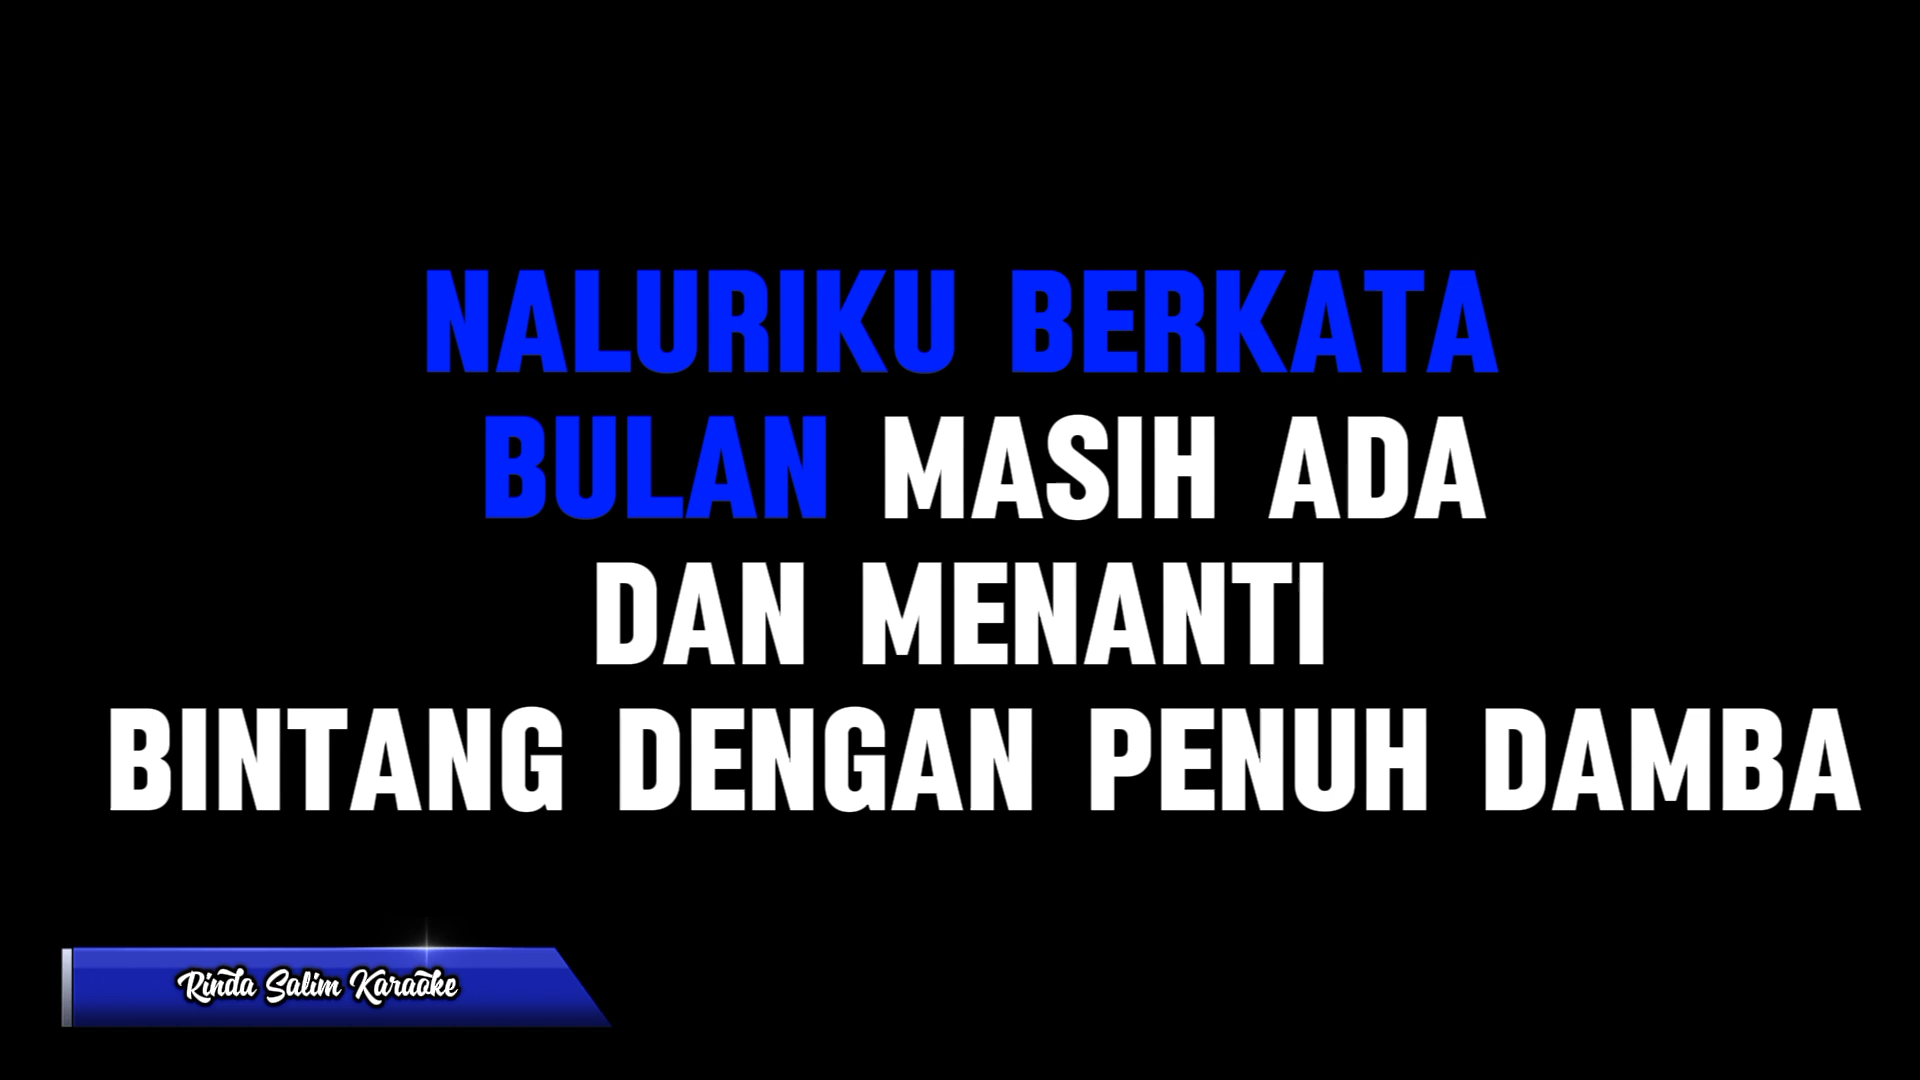 NALURIKU BERKATA
BULAN MASIH ADA
DAN MENANTI
BINTANG DENGAN PENUH DAMBA
Rinda Salim Karaoke